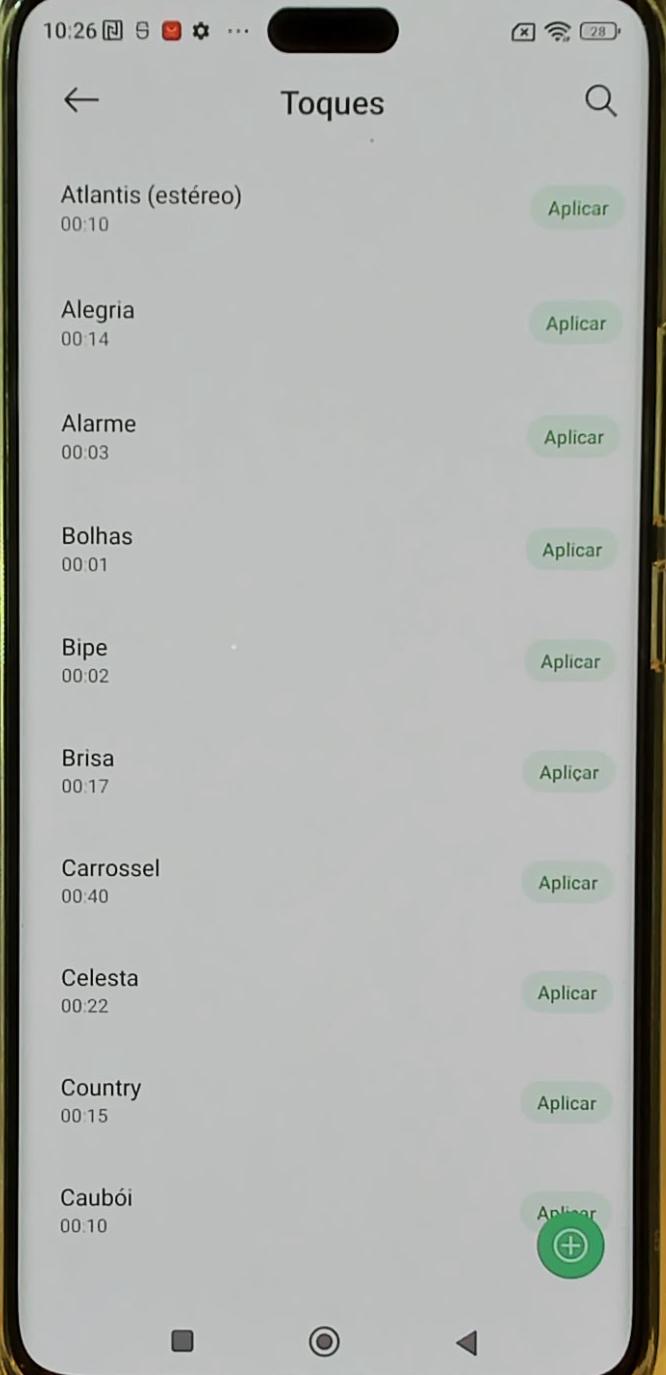 10:26
28
Toques
Atlantis (estéreo)
00:10
Aplicar
Alegria
00:14
Aplicar
Alarme
00:03
Aplicar
Bolhas
00:01
Aplicar
Bipe
00:02
Aplicar
Brisa
00:17
Aplicar
Carrossel
00:40
Aplicar
Celesta
00:22
Aplicar
Country
00:15
Aplicar
Caubói
00:10
Aplicar